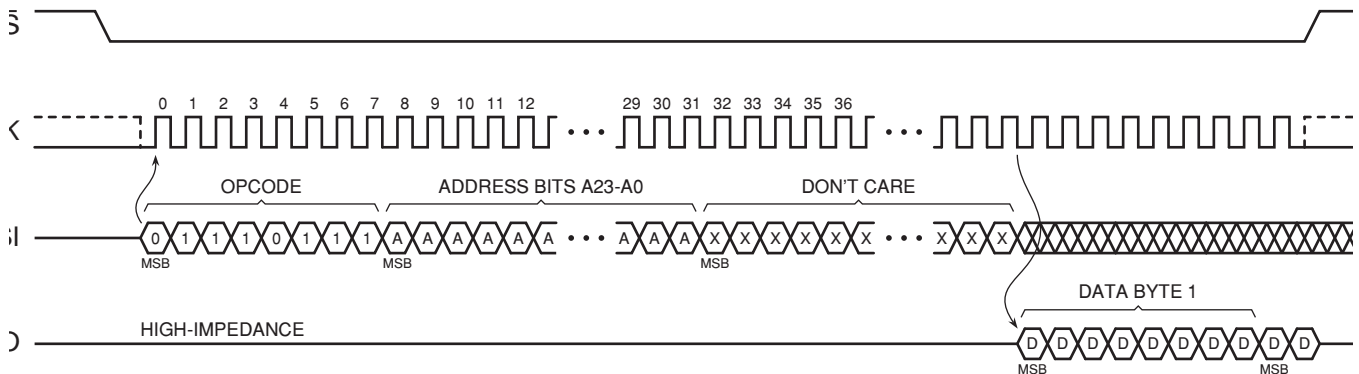 0 1 2 3 4 5 6 7 8 9 10 11 12 29 30 31 32 33 34 35 36
OPCODE ADDRESS BITS A23-A0 DON'T CARE
SI 0 1 1 1 0 1 1 1 A A A A A A A A A X X X X X X X X X
MSB MSB MSB
DATA BYTE 1
HIGH-IMPEDANCE
D D D D D D D D D D
MSB MSB